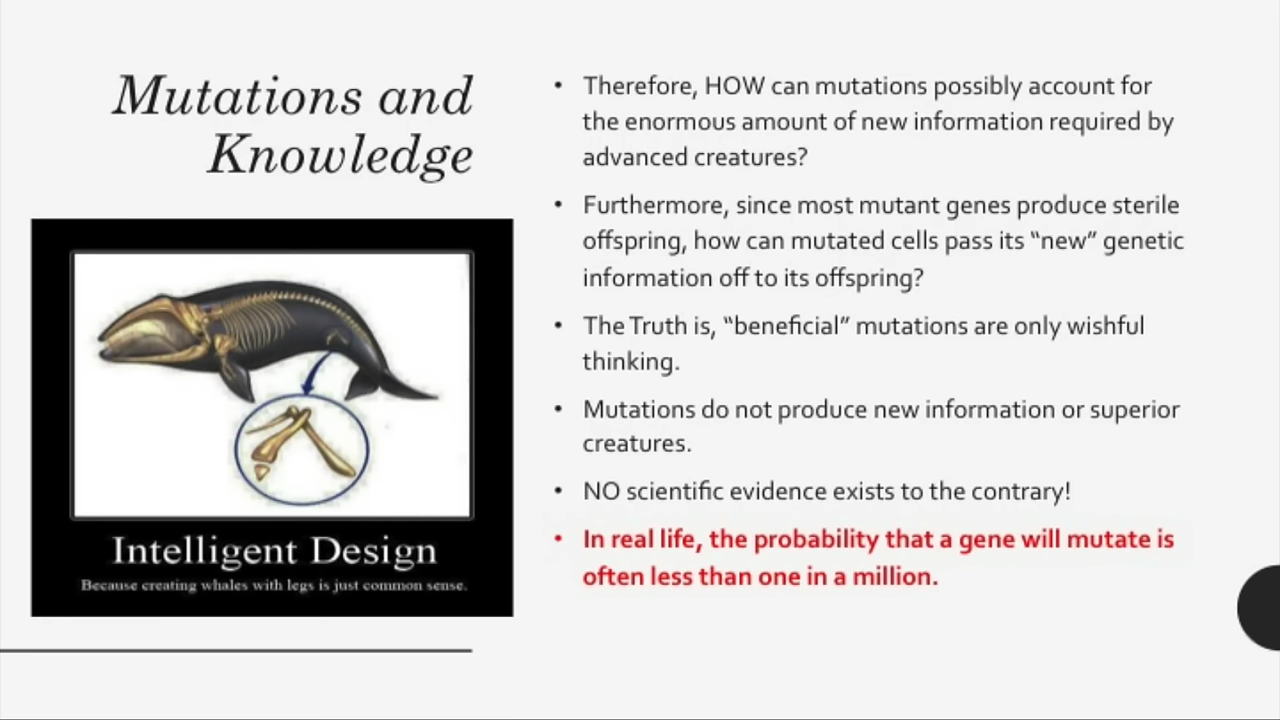 Mutations and
Knowledge
Intelligent Design
Because creating whales with legs is just common sense.
• Therefore, HOW can mutations possibly account for
the enormous amount of new information required by
advanced creatures?
• Furthermore, since most mutant genes produce sterile
offspring, how can mutated cells pass its “new” genetic
information off to its offspring?
• The Truth is, “beneficial” mutations are only wishful
thinking.
• Mutations do not produce new information or superior
creatures.
• NO scientific evidence exists to the contrary!
• In real life, the probability that a gene will mutate is
often less than one in a million.